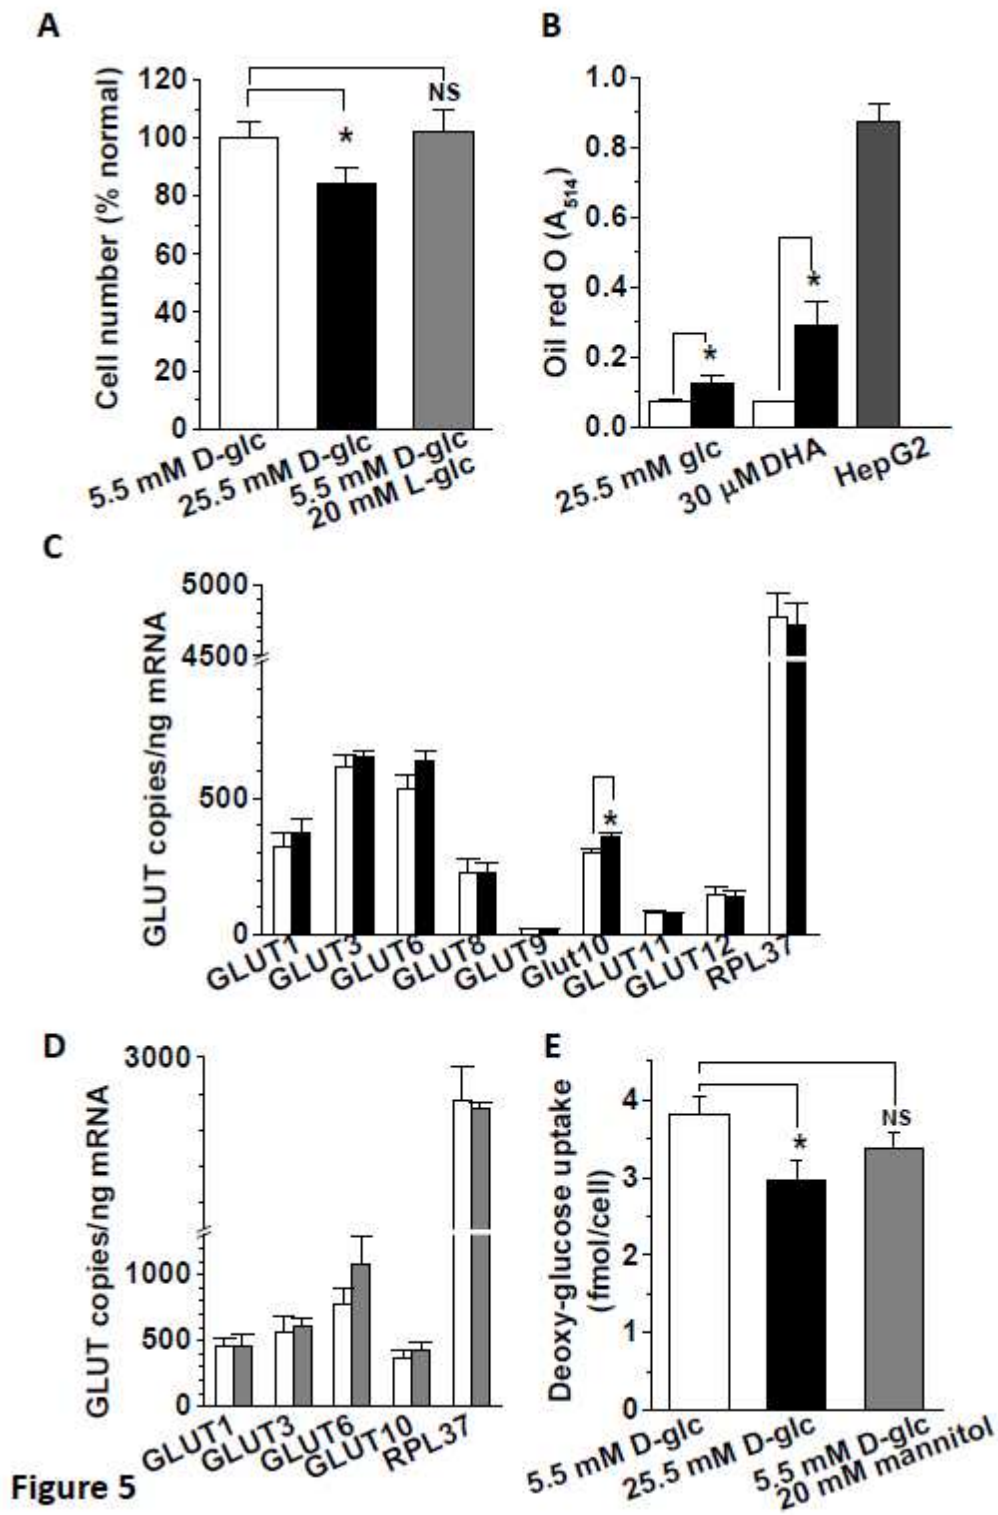 A
Cell number (% normal)
120
100
80
60
40
20
0
NS
*
5.5 mM D-glc
25.5 mM D-glc
5.5 mM D-glc
20 mM L-glc
B
Oil red O (A514)
1.0
0.8
0.6
0.4
0.2
0.0
*
*
25.5 mM glc
30 µM DHA
HepG2
C
GLUT copies/ng mRNA
5000
4500
500
0
*
GLUT1
GLUT3
GLUT6
GLUT8
GLUT9
Glut10
GLUT11
GLUT12
RPL37
D
GLUT copies/ng mRNA
3000
1000
500
0
GLUT1
GLUT3
GLUT6
GLUT10
RPL37
E
Deoxy-glucose uptake
(fmol/cell)
4
3
2
1
0
*
NS
5.5 mM D-glc
25.5 mM D-glc
5.5 mM D-glc
20 mM mannitol
Figure 5